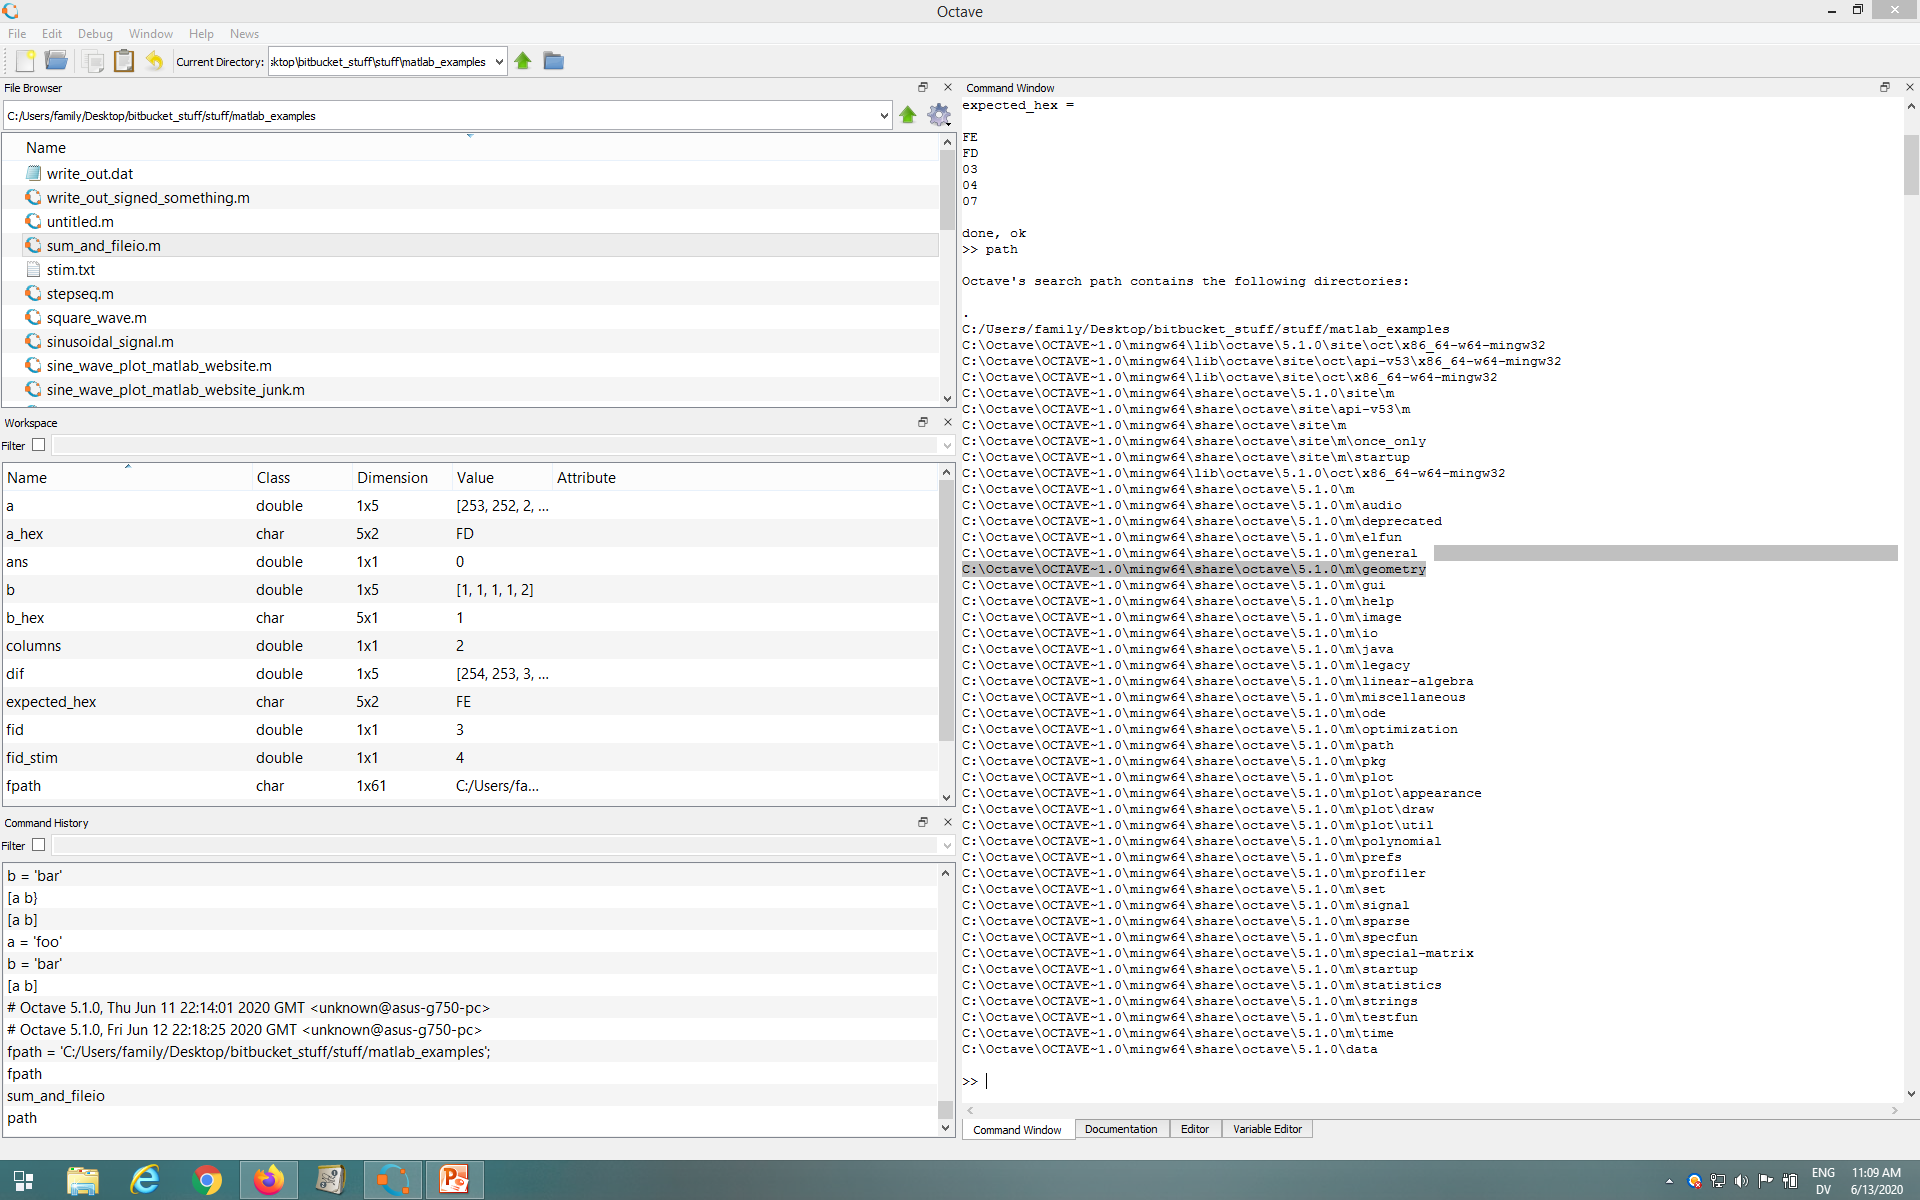 Octave
File Edit Debug Window Help News
Current Directory: :ktop\bitbucket_stuff\stuff\matlab_examples
File Browser
C:/Users/family/Desktop/bitbucket_stuff/stuff/matlab_examples
Name
write_out.dat
write_out_signed_something.m
untitled.m
sum_and_fileio.m
stim.txt
stepseq.m
square_wave.m
sinusoidal_signal.m
sine_wave_plot_matlab_website.m
sine_wave_plot_matlab_website_junk.m
Workspace
Filter
Name Class Dimension Value Attribute
a double 1x5 [253, 252, 2, ...
a_hex char 5x2 FD
ans double 1x1 0
b double 1x5 [1, 1, 1, 1, 2]
b_hex char 5x1 1
columns double 1x1 2
dif double 1x5 [254, 253, 3, ...
expected_hex char 5x2 FE
fid double 1x1 3
fid_stim double 1x1 4
fpath char 1x61 C:/Users/fa...
Command History
Filter
b = 'bar'
[a b}
[a b]
a = 'foo'
b = 'bar'
[a b]
# Octave 5.1.0, Thu Jun 11 22:14:01 2020 GMT <unknown@asus-g750-pc>
# Octave 5.1.0, Fri Jun 12 22:18:25 2020 GMT <unknown@asus-g750-pc>
fpath = 'C:/Users/family/Desktop/bitbucket_stuff/stuff/matlab_examples';
fpath
sum_and_fileio
path
Command Window
expected_hex =
FE
FD
03
04
07
done, ok
>> path
Octave's search path contains the following directories:
.
C:/Users/family/Desktop/bitbucket_stuff/stuff/matlab_examples
C:\Octave\OCTAVE~1.0\mingw64\lib\octave\5.1.0\site\oct\x86_64-w64-mingw32
C:\Octave\OCTAVE~1.0\mingw64\lib\octave\site\oct\api-v53\x86_64-w64-mingw32
C:\Octave\OCTAVE~1.0\mingw64\lib\octave\site\oct\x86_64-w64-mingw32
C:\Octave\OCTAVE~1.0\mingw64\share\octave\5.1.0\site\m
C:\Octave\OCTAVE~1.0\mingw64\share\octave\site\api-v53\m
C:\Octave\OCTAVE~1.0\mingw64\share\octave\site\m
C:\Octave\OCTAVE~1.0\mingw64\share\octave\site\m\once_only
C:\Octave\OCTAVE~1.0\mingw64\share\octave\site\m\startup
C:\Octave\OCTAVE~1.0\mingw64\lib\octave\5.1.0\oct\x86_64-w64-mingw32
C:\Octave\OCTAVE~1.0\mingw64\share\octave\5.1.0\m
C:\Octave\OCTAVE~1.0\mingw64\share\octave\5.1.0\m\audio
C:\Octave\OCTAVE~1.0\mingw64\share\octave\5.1.0\m\deprecated
C:\Octave\OCTAVE~1.0\mingw64\share\octave\5.1.0\m\elfun
C:\Octave\OCTAVE~1.0\mingw64\share\octave\5.1.0\m\general
C:\Octave\OCTAVE~1.0\mingw64\share\octave\5.1.0\m\geometry
C:\Octave\OCTAVE~1.0\mingw64\share\octave\5.1.0\m\gui
C:\Octave\OCTAVE~1.0\mingw64\share\octave\5.1.0\m\help
C:\Octave\OCTAVE~1.0\mingw64\share\octave\5.1.0\m\image
C:\Octave\OCTAVE~1.0\mingw64\share\octave\5.1.0\m\io
C:\Octave\OCTAVE~1.0\mingw64\share\octave\5.1.0\m\java
C:\Octave\OCTAVE~1.0\mingw64\share\octave\5.1.0\m\legacy
C:\Octave\OCTAVE~1.0\mingw64\share\octave\5.1.0\m\linear-algebra
C:\Octave\OCTAVE~1.0\mingw64\share\octave\5.1.0\m\miscellaneous
C:\Octave\OCTAVE~1.0\mingw64\share\octave\5.1.0\m\ode
C:\Octave\OCTAVE~1.0\mingw64\share\octave\5.1.0\m\optimization
C:\Octave\OCTAVE~1.0\mingw64\share\octave\5.1.0\m\path
C:\Octave\OCTAVE~1.0\mingw64\share\octave\5.1.0\m\pkg
C:\Octave\OCTAVE~1.0\mingw64\share\octave\5.1.0\m\plot
C:\Octave\OCTAVE~1.0\mingw64\share\octave\5.1.0\m\plot\appearance
C:\Octave\OCTAVE~1.0\mingw64\share\octave\5.1.0\m\plot\draw
C:\Octave\OCTAVE~1.0\mingw64\share\octave\5.1.0\m\plot\util
C:\Octave\OCTAVE~1.0\mingw64\share\octave\5.1.0\m\polynomial
C:\Octave\OCTAVE~1.0\mingw64\share\octave\5.1.0\m\prefs
C:\Octave\OCTAVE~1.0\mingw64\share\octave\5.1.0\m\profiler
C:\Octave\OCTAVE~1.0\mingw64\share\octave\5.1.0\m\set
C:\Octave\OCTAVE~1.0\mingw64\share\octave\5.1.0\m\signal
C:\Octave\OCTAVE~1.0\mingw64\share\octave\5.1.0\m\sparse
C:\Octave\OCTAVE~1.0\mingw64\share\octave\5.1.0\m\specfun
C:\Octave\OCTAVE~1.0\mingw64\share\octave\5.1.0\m\special-matrix
C:\Octave\OCTAVE~1.0\mingw64\share\octave\5.1.0\m\startup
C:\Octave\OCTAVE~1.0\mingw64\share\octave\5.1.0\m\statistics
C:\Octave\OCTAVE~1.0\mingw64\share\octave\5.1.0\m\strings
C:\Octave\OCTAVE~1.0\mingw64\share\octave\5.1.0\m\testfun
C:\Octave\OCTAVE~1.0\mingw64\share\octave\5.1.0\m\time
C:\Octave\OCTAVE~1.0\mingw64\share\octave\5.1.0\data
>>
Command Window Documentation Editor Variable Editor
ENG 11:09 AM
DV 6/13/2020